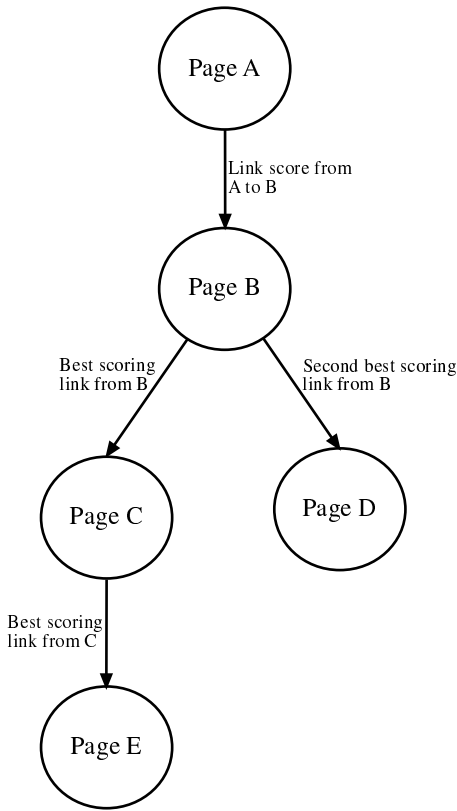 Page A
Link score from
A to B
Page B
Best scoring
link from B
Second best scoring
link from B
Page C
Page D
Best scoring
link from C
Page E